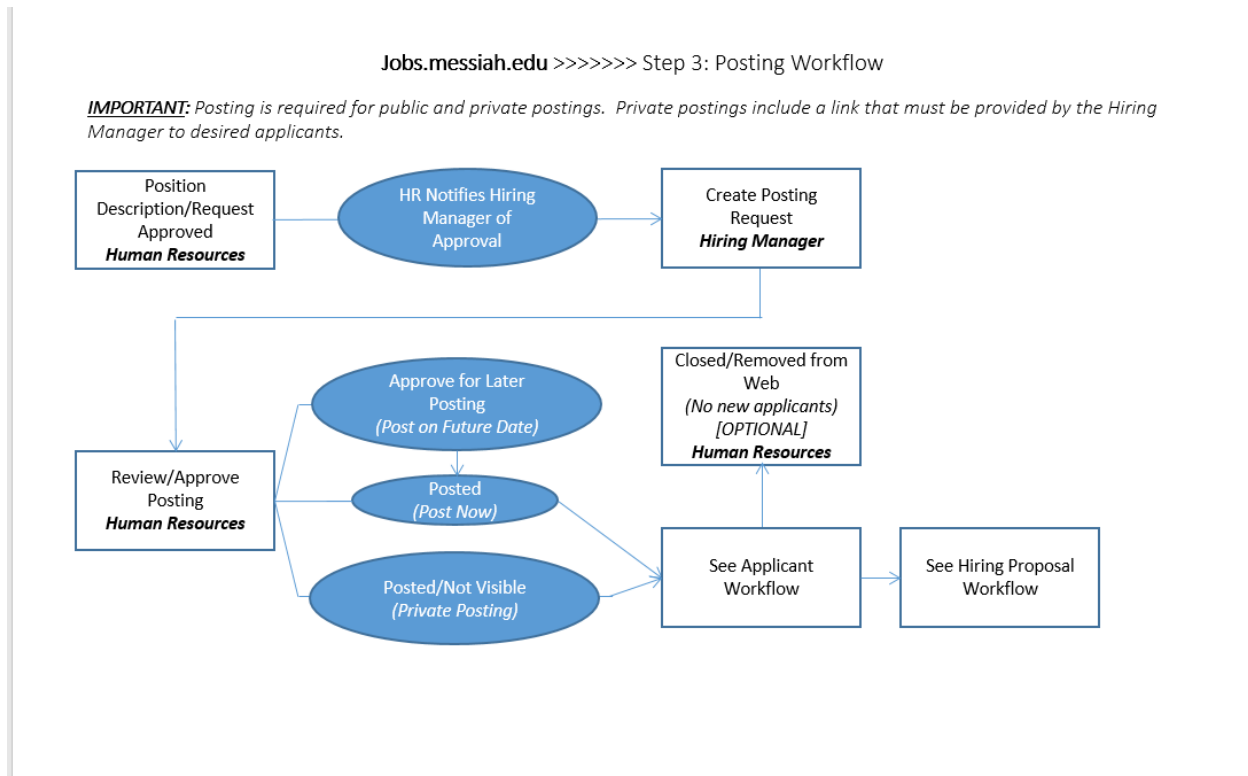 Jobs.messiah.edu >>>>>>> Step 3: Posting Workflow
IMPORTANT: Posting is required for public and private postings.  Private postings include a link that must be provided by the Hiring
Manager to desired applicants.
Position
Description/Request
Approved
Human Resources
HR Notifies Hiring
Manager of
Approval
Create Posting
Request
Hiring Manager
Review/Approve
Posting
Human Resources
Approve for Later
Posting
(Post on Future Date)
Posted
(Post Now)
Posted/Not Visible
(Private Posting)
Closed/Removed from
Web
(No new applicants)
[OPTIONAL]
Human Resources
See Applicant
Workflow
See Hiring Proposal
Workflow